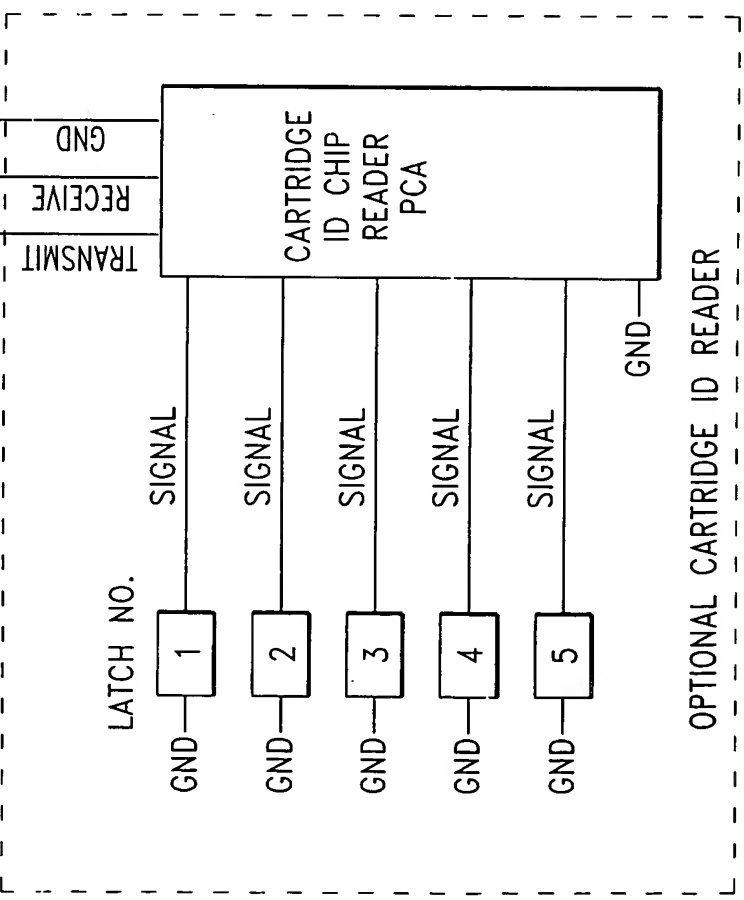 GND
RECEIVE
TRANSMIT
CARTRIDGE
ID CHIP
READER
PCA
LATCH NO.
GND 1 SIGNAL
GND 2 SIGNAL
GND 3 SIGNAL
GND 4 SIGNAL
GND 5 SIGNAL
GND
OPTIONAL CARTRIDGE ID READER